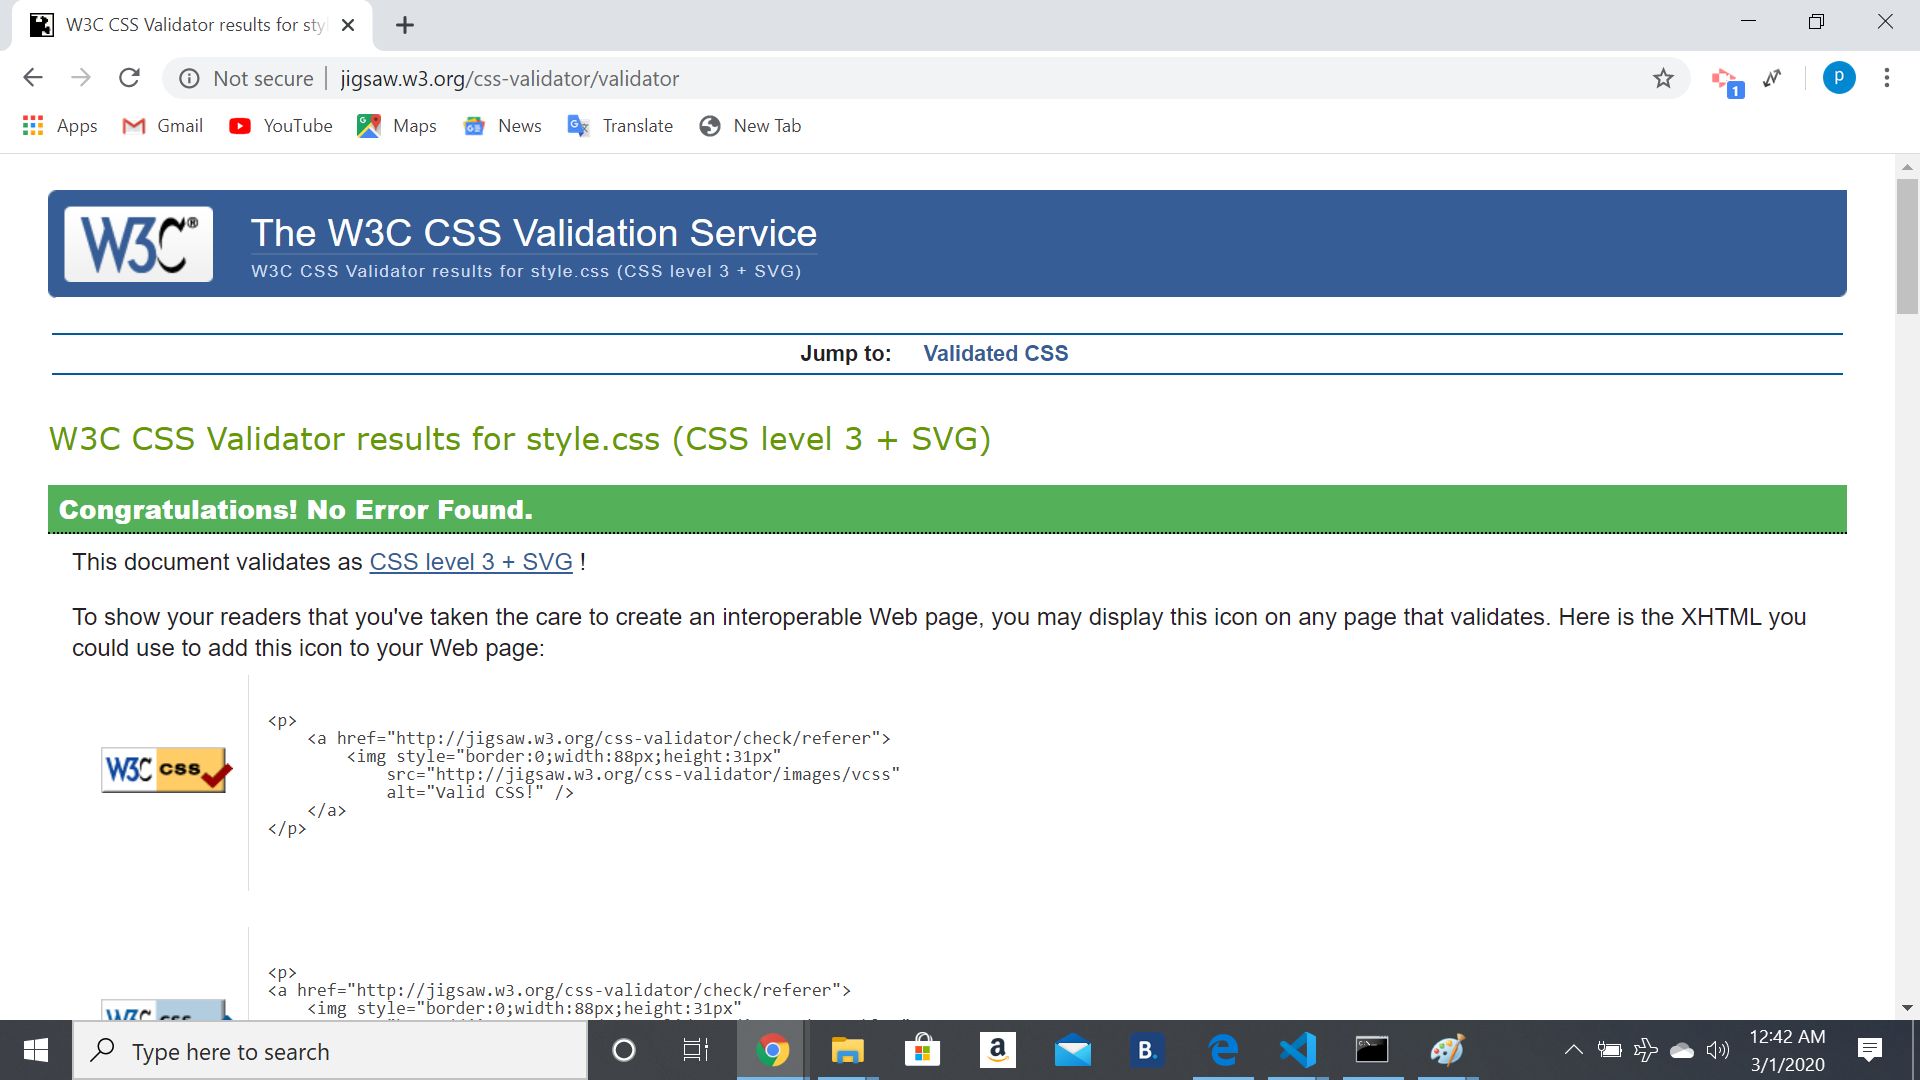 W3C CSS Validator results for sty
Not secure jigsaw.w3.org/css-validator/validator
1
p
Apps Gmail YouTube Maps News Translate New Tab
W3C® The W3C CSS Validation Service
W3C CSS Validator results for style.css (CSS level 3 + SVG)
Jump to: Validated CSS
W3C CSS Validator results for style.css (CSS level 3 + SVG)
Congratulations! No Error Found.
This document validates as CSS level 3 + SVG !
To show your readers that you've taken the care to create an interoperable Web page, you may display this icon on any page that validates. Here is the XHTML you
could use to add this icon to your Web page:
W3C css
<p>
<a href="http://jigsaw.w3.org/css-validator/check/referer">
<img style="border:0;width:88px;height:31px"
src="http://jigsaw.w3.org/css-validator/images/vcss"
alt="Valid CSS!" />
</a>
</p>
W3C css
<p>
<a href="http://jigsaw.w3.org/css-validator/check/referer">
<img style="border:0;width:88px;height:31px"
Type here to search
a
B.
12:42 AM
3/1/2020